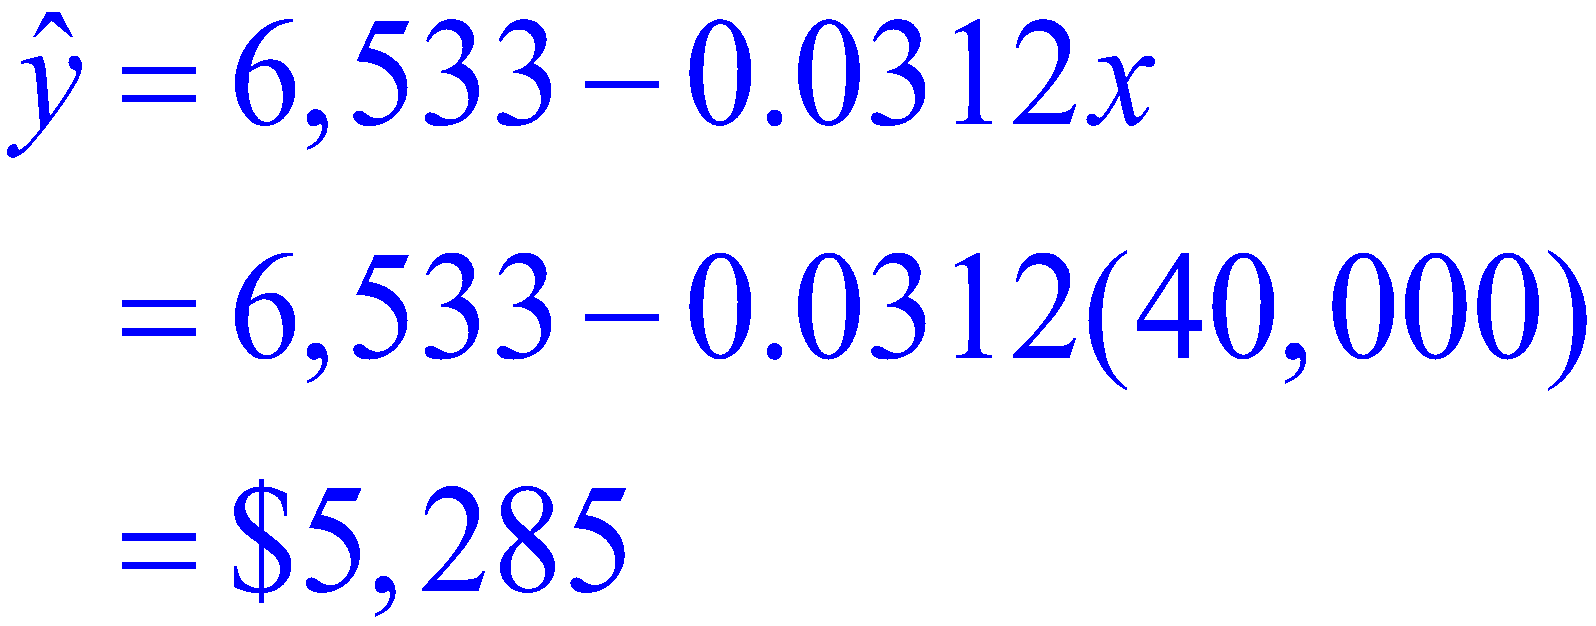 ŷ = 6,533 − 0.0312x
= 6,533 − 0.0312(40,000)
= $5,285